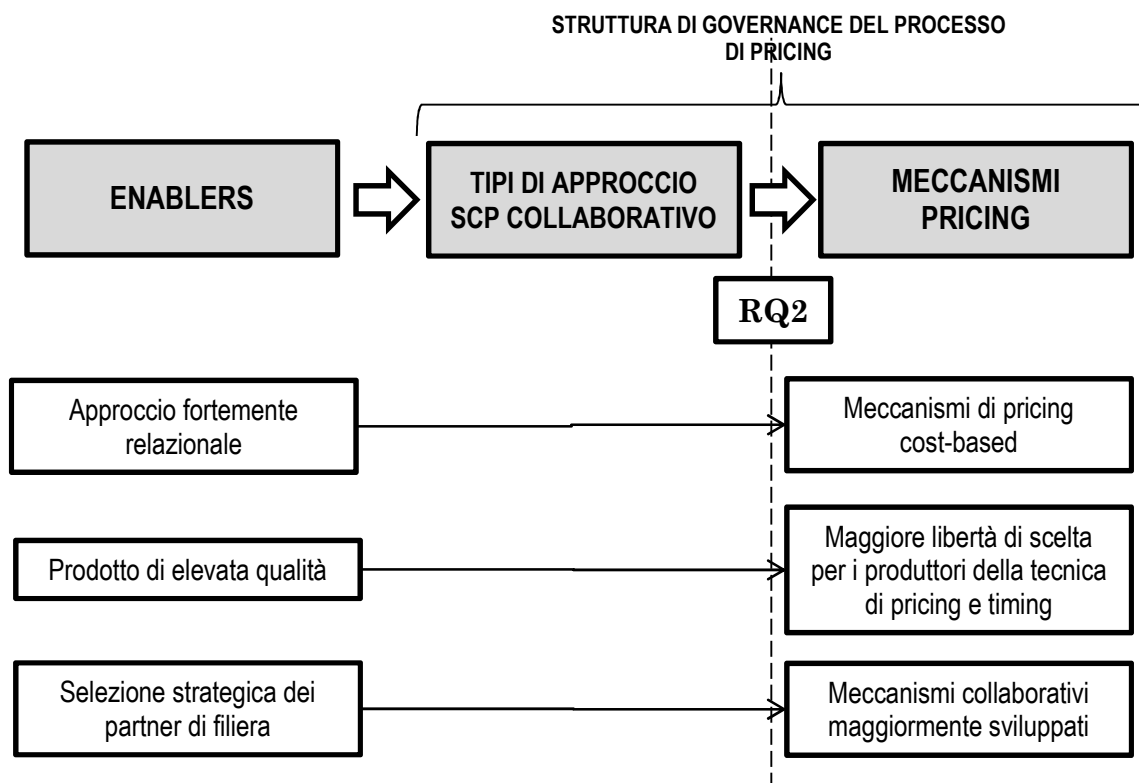 STRUTTURA DI GOVERNANCE DEL PROCESSO
DI PRICING
ENABLERS
TIPI DI APPROCCIO
SCP COLLABORATIVO
MECCANISMI
PRICING
RQ2
Approccio fortemente
relazionale
Meccanismi di pricing
cost-based
Prodotto di elevata qualità
Maggiore libertà di scelta
per i produttori della tecnica
di pricing e timing
Selezione strategica dei
partner di filiera
Meccanismi collaborativi
maggiormente sviluppati